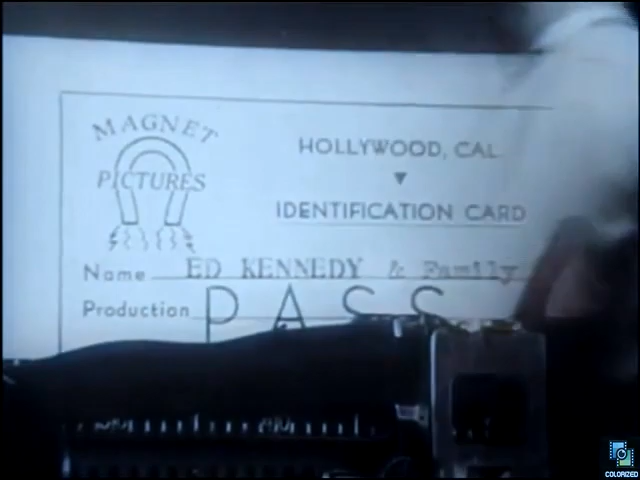 MAGNET
PICTURES
HOLLYWOOD, CAL.
IDENTIFICATION CARD
Name ED KENNEDY & Family
Production PASS
COLORIZED